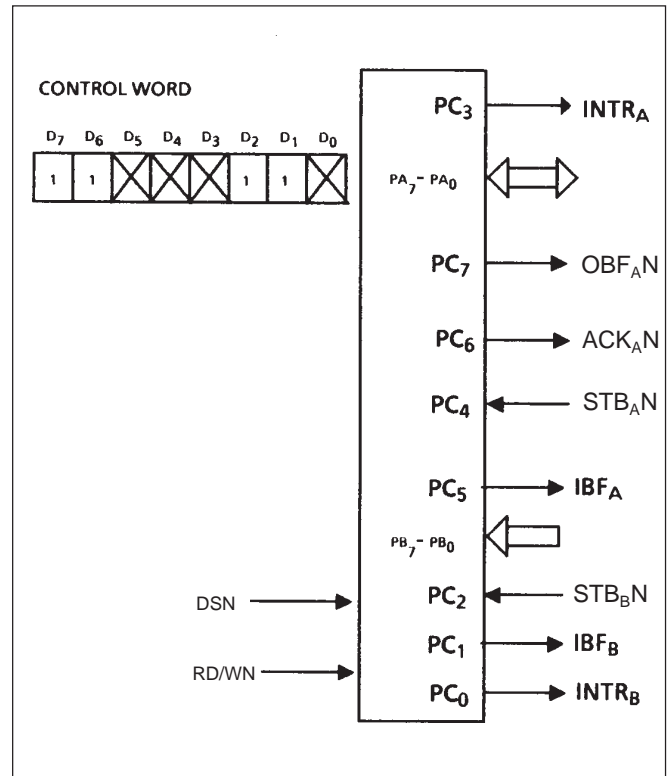 CONTROL WORD
D7 D6 D5 D4 D3 D2 D1 D0
1 1 1 1
PC3 INTRA
PA7 - PA0
PC7 OBFAN
PC6 ACKAN
PC4 STBAN
PC5 IBFA
PB7 - PB0
DSN
PC2 STBBN
PC1 IBFB
RD/WN
PC0 INTRB